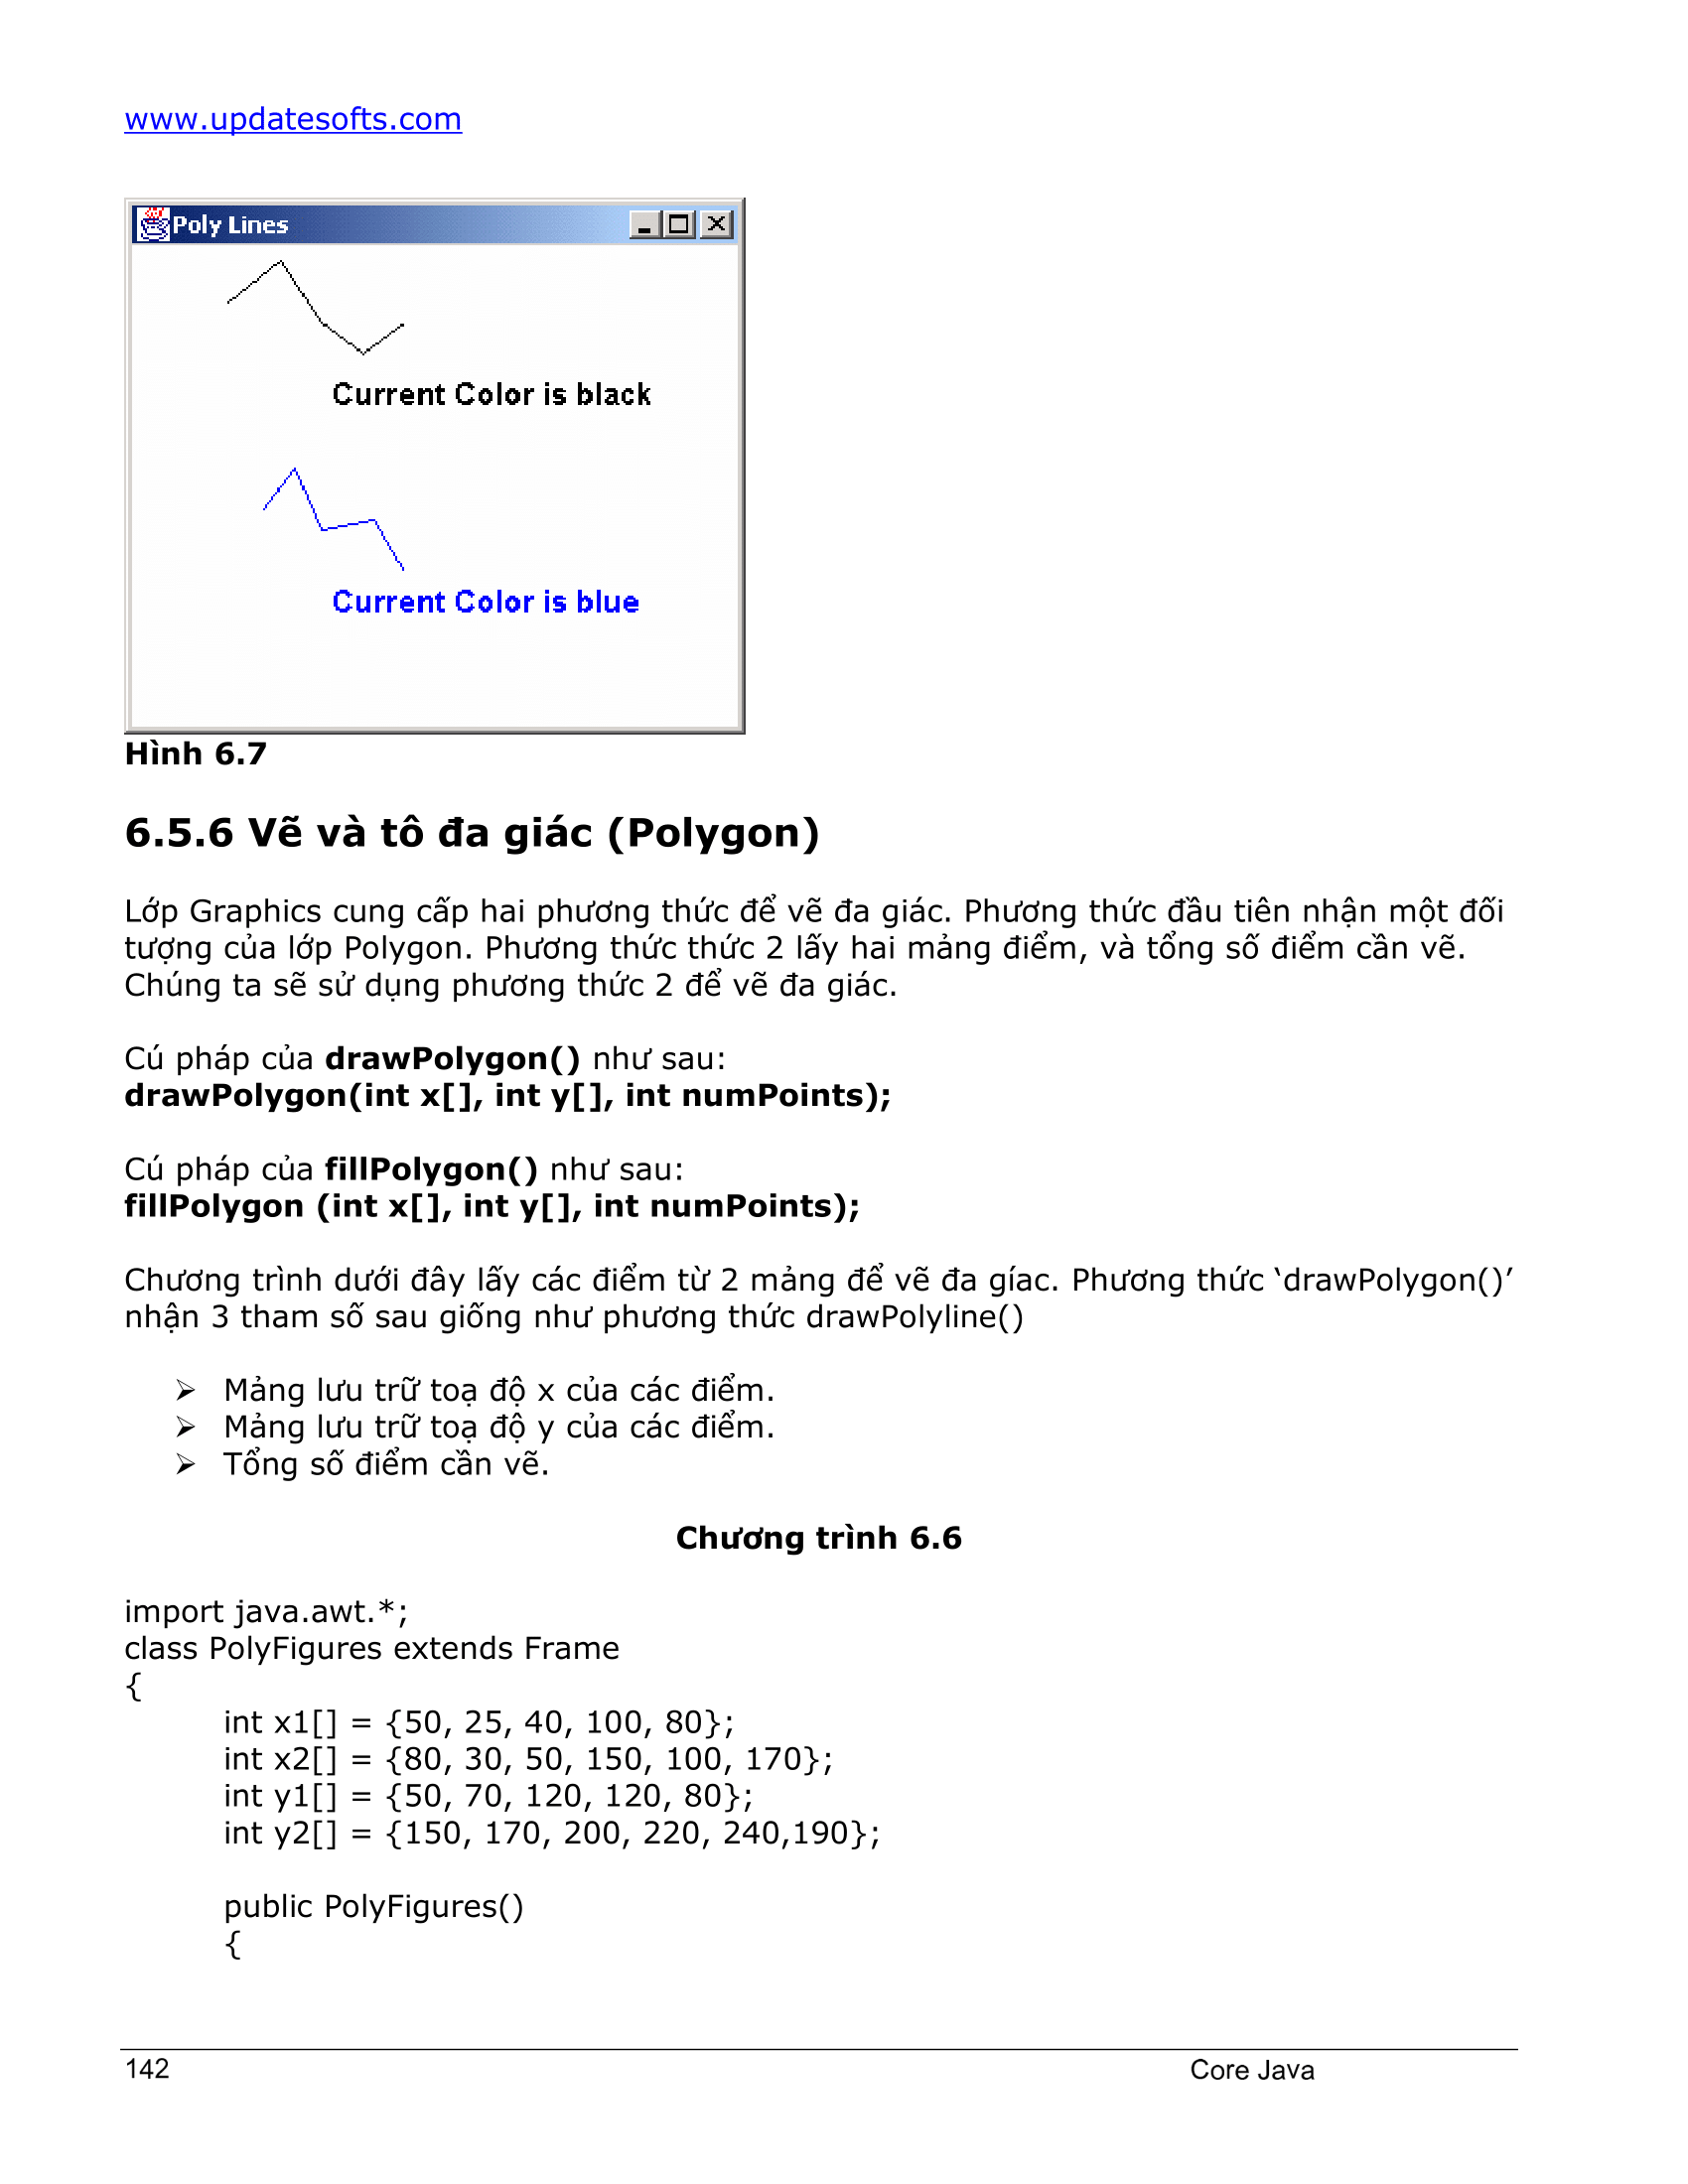 www.updatesofts.com
Poly Lines
Current Color is black
Current Color is blue
Hình 6.7
6.5.6 Vẽ và tô đa giác (Polygon)
Lớp Graphics cung cấp hai phương thức để vẽ đa giác. Phương thức đầu tiên nhận một đối
tượng của lớp Polygon. Phương thức thức 2 lấy hai mảng điểm, và tổng số điểm cần vẽ.
Chúng ta sẽ sử dụng phương thức 2 để vẽ đa giác.
Cú pháp của drawPolygon() như sau:
drawPolygon(int x[], int y[], int numPoints);
Cú pháp của fillPolygon() như sau:
fillPolygon (int x[], int y[], int numPoints);
Chương trình dưới đây lấy các điểm từ 2 mảng để vẽ đa gíac. Phương thức ‘drawPolygon()’
nhận 3 tham số sau giống như phương thức drawPolyline()
➢ Mảng lưu trữ toạ độ x của các điểm.
➢ Mảng lưu trữ toạ độ y của các điểm.
➢ Tổng số điểm cần vẽ.
Chương trình 6.6
import java.awt.*;
class PolyFigures extends Frame
{
int x1[] = {50, 25, 40, 100, 80};
int x2[] = {80, 30, 50, 150, 100, 170};
int y1[] = {50, 70, 120, 120, 80};
int y2[] = {150, 170, 200, 220, 240,190};
public PolyFigures()
{
142 Core Java